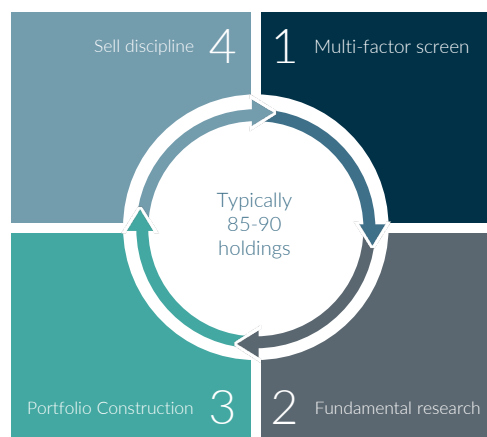 Sell discipline 4
1 Multi-factor screen
Typically
85-90
holdings
Portfolio Construction 3
2 Fundamental research